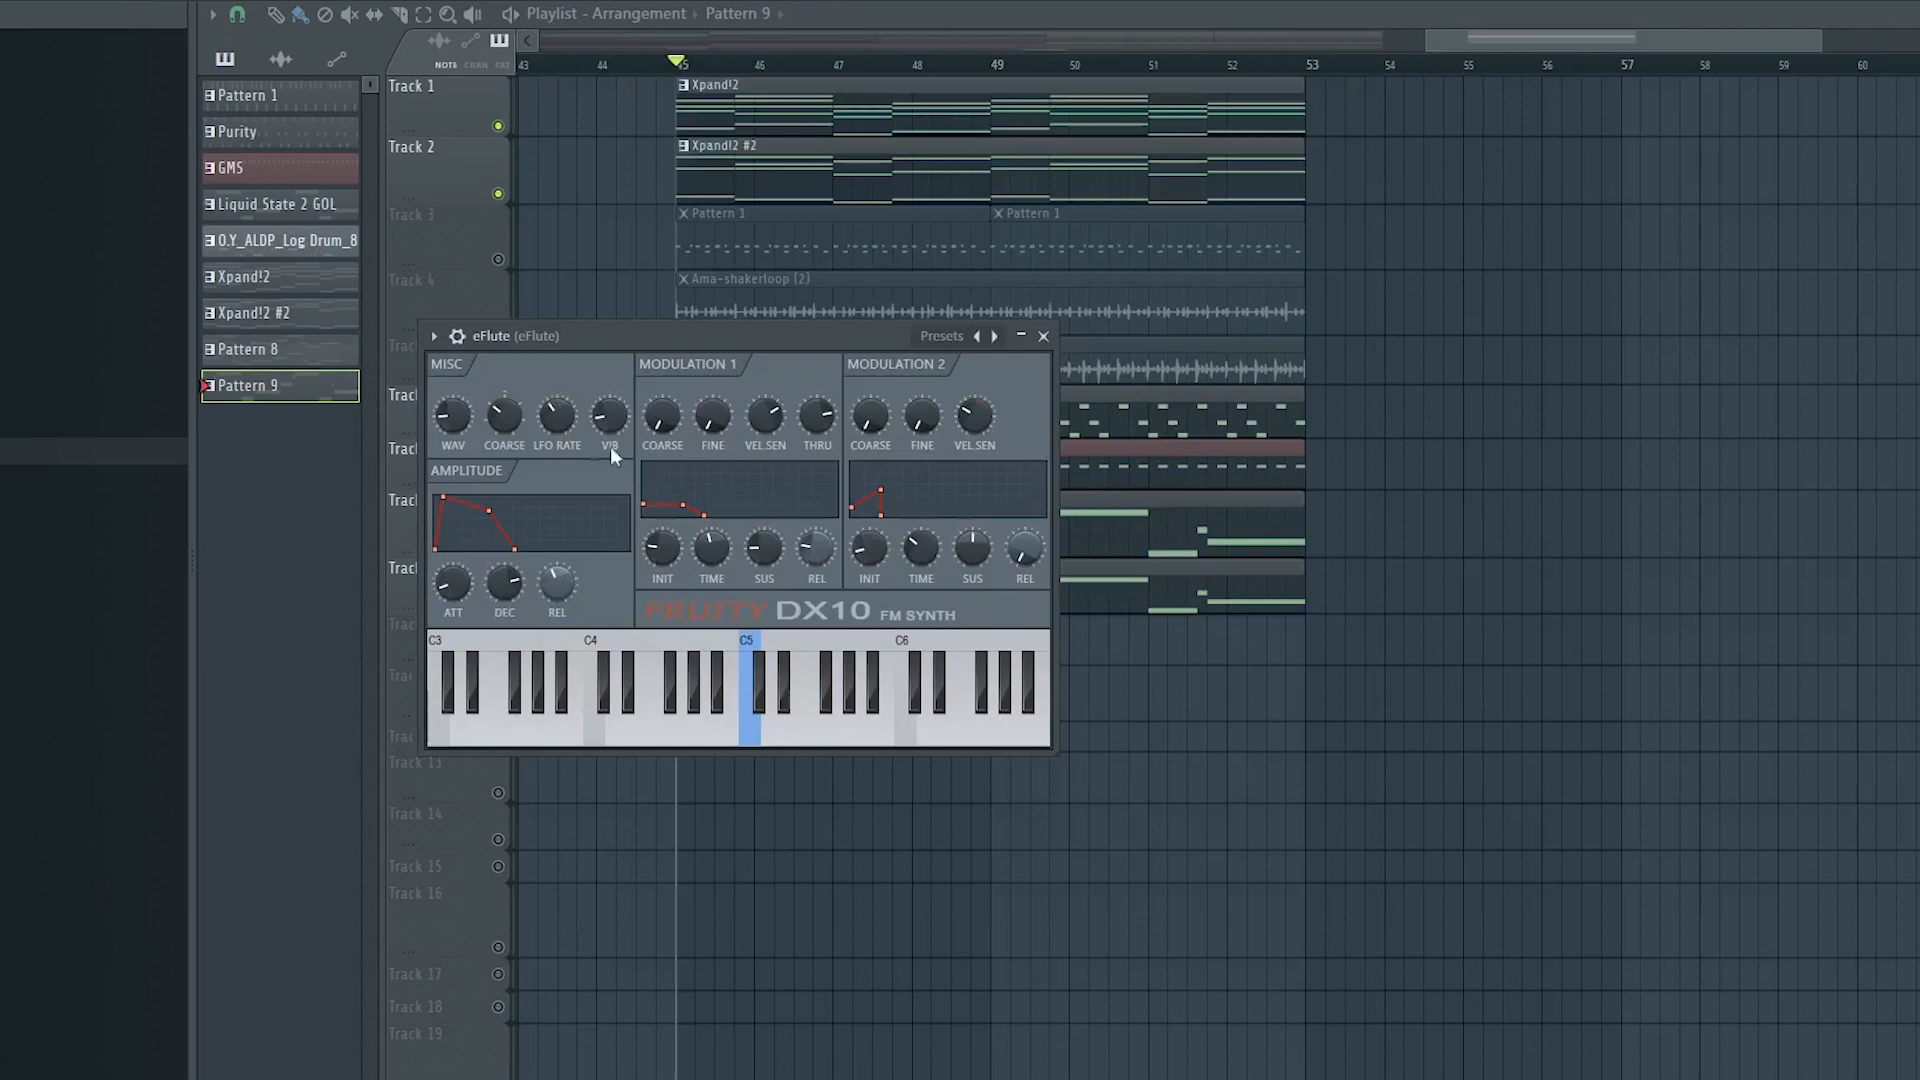 Playlist - Arrangement › Pattern 9 ›
NOTE CHAN PAT
43 44 45 46 47 48 49 50 51 52 53 54 55 56 57 58 59 60
Pattern 1
Purity
GMS
Liquid State 2 GOL
O.Y_ALDP_Log Drum_8
Xpand!2
Xpand!2 #2
Pattern 8
Pattern 9
Track 1
Xpand!2
Track 2
Xpand!2 #2
Track 3
Pattern 1
Pattern 1
Track 4
Ama-shakerloop (2)
eFlute (eFlute)
Presets
MISC
MODULATION 1
MODULATION 2
WAV COARSE LFO RATE VIB
COARSE FINE VEL.SEN THRU
COARSE FINE VEL.SEN
AMPLITUDE
INIT TIME SUS REL
INIT TIME SUS REL
ATT DEC REL
FRUITY DX10 FM SYNTH
C3 C4 C5 C6
Track 13
Track 14
Track 15
Track 16
Track 17
Track 18
Track 19